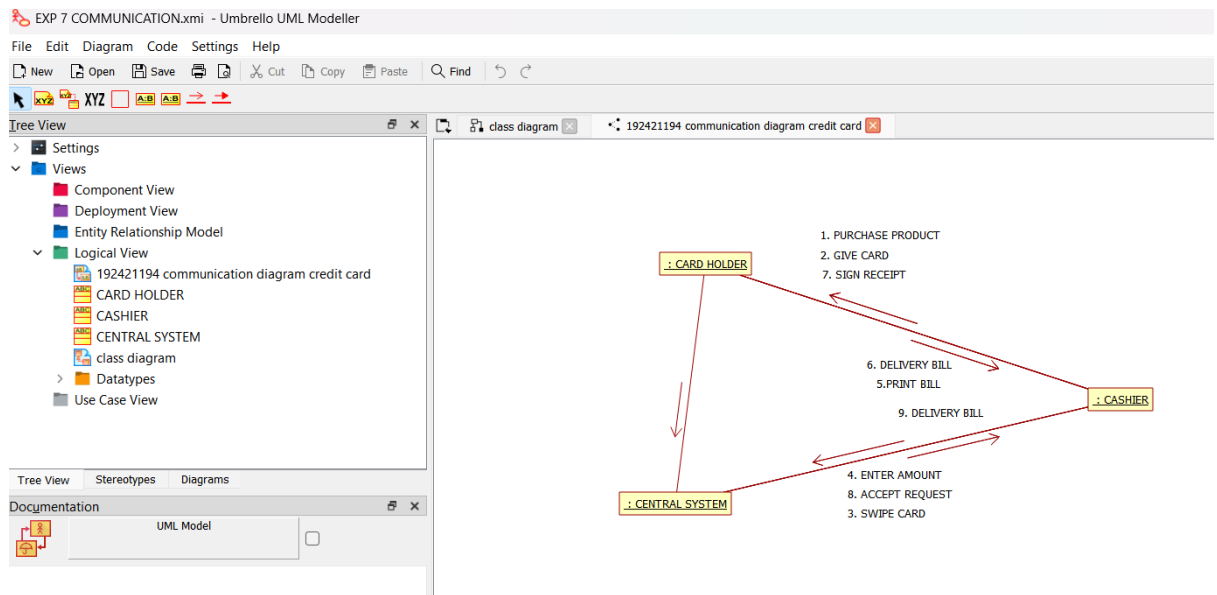 EXP 7 COMMUNICATION.xmi - Umbrello UML Modeller
File Edit Diagram Code Settings Help
New Open Save Cut Copy Paste Find
XYZ XYZ XYZ A:B A:B
Tree View
class diagram
192421194 communication diagram credit card
Settings
Views
Component View
Deployment View
Entity Relationship Model
Logical View
192421194 communication diagram credit card
ABC CARD HOLDER
ABC CASHIER
ABC CENTRAL SYSTEM
class diagram
Datatypes
Use Case View
Tree View Stereotypes Diagrams
Documentation
UML Model
1. PURCHASE PRODUCT
2. GIVE CARD
7. SIGN RECEIPT
: CARD HOLDER
6. DELIVERY BILL
5.PRINT BILL
: CASHIER
9. DELIVERY BILL
4. ENTER AMOUNT
8. ACCEPT REQUEST
3. SWIPE CARD
: CENTRAL SYSTEM